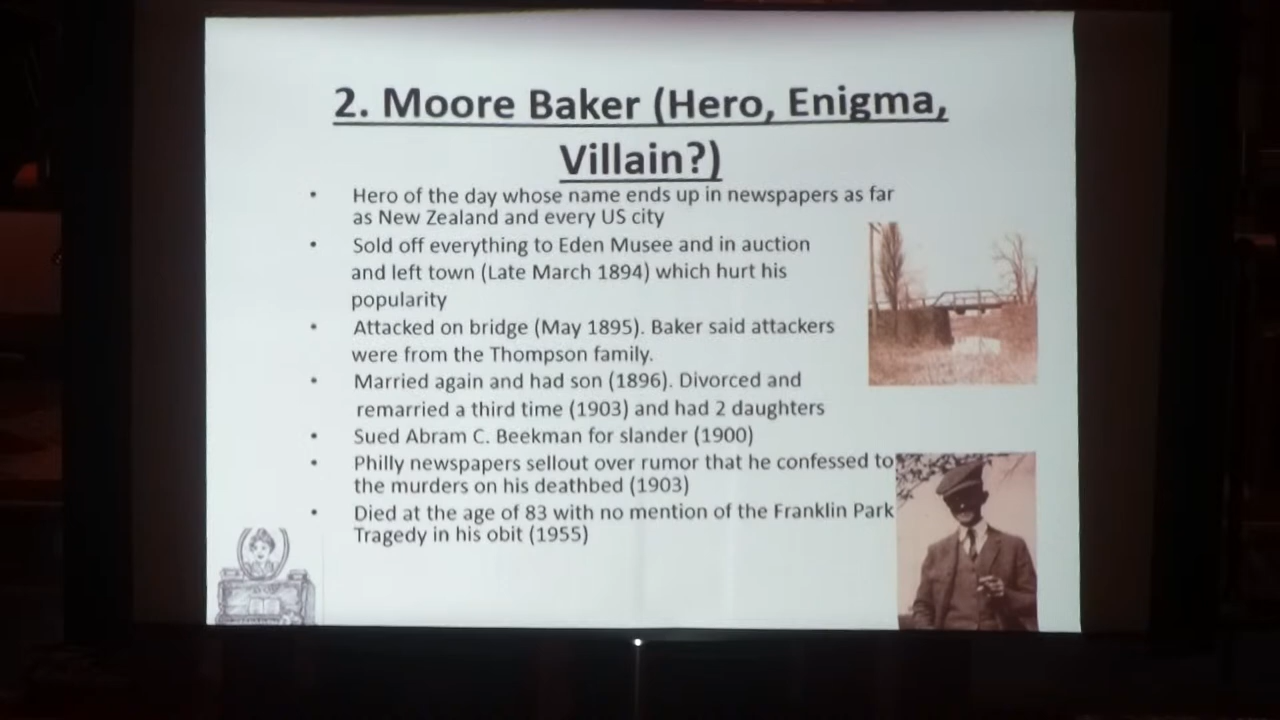 2. Moore Baker (Hero, Enigma,
Villain?)
• Hero of the day whose name ends up in newspapers as far
as New Zealand and every US city
• Sold off everything to Eden Musee and in auction
and left town (Late March 1894) which hurt his
popularity
• Attacked on bridge (May 1895). Baker said attackers
were from the Thompson family.
• Married again and had son (1896). Divorced and
remarried a third time (1903) and had 2 daughters
• Sued Abram C. Beekman for slander (1900)
• Philly newspapers sellout over rumor that he confessed to
the murders on his deathbed (1903)
• Died at the age of 83 with no mention of the Franklin Park
Tragedy in his obit (1955)